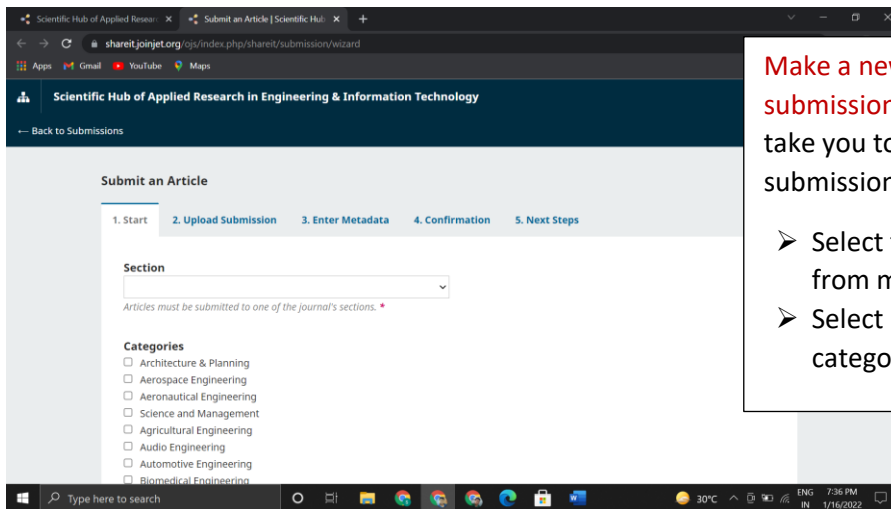 Scientific Hub of Applied Resear
Submit an Article | Scientific Hub
shareit.joinjet.org/ojs/index.php/shareit/submission/wizard
Apps Gmail YouTube Maps
Scientific Hub of Applied Research in Engineering & Information Technology
← Back to Submissions
Submit an Article
1. Start 2. Upload Submission 3. Enter Metadata 4. Confirmation 5. Next Steps
Section
Articles must be submitted to one of the journal's sections. *
Categories
Architecture & Planning
Aerospace Engineering
Aeronautical Engineering
Science and Management
Agricultural Engineering
Audio Engineering
Automotive Engineering
Biomedical Engineering
Make a ne
submission
take you to
submission
➢ Select
from
➢ Select
catego
Type here to search
30°C
ENG
IN
7:36 PM
1/16/2022